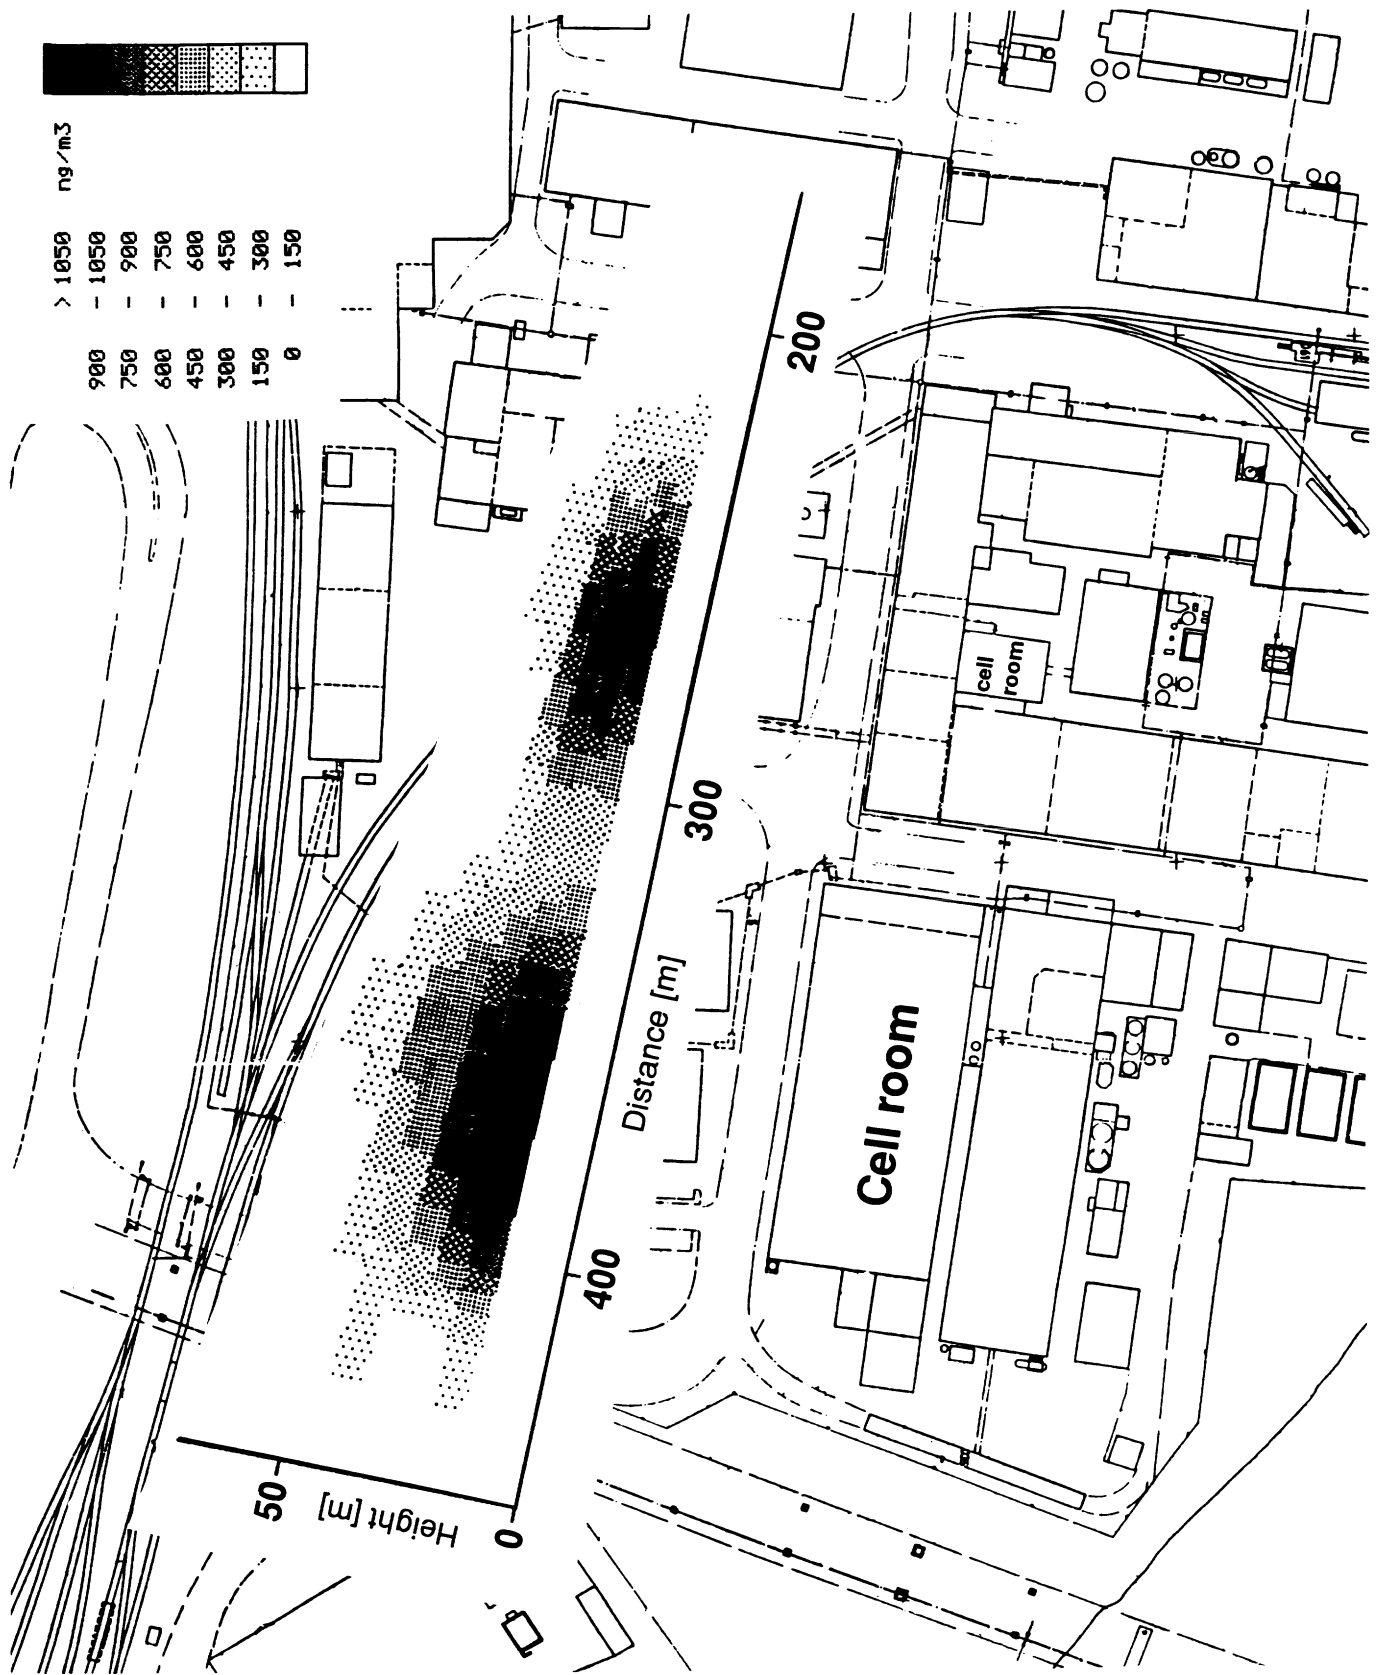 > 1050 ng/m3
900 - 1050
750 - 900
600 - 750
450 - 600
300 - 450
150 - 300
0 - 150
200
300
400
Distance [m]
50
0
Height [m]
cell
room
Cell room